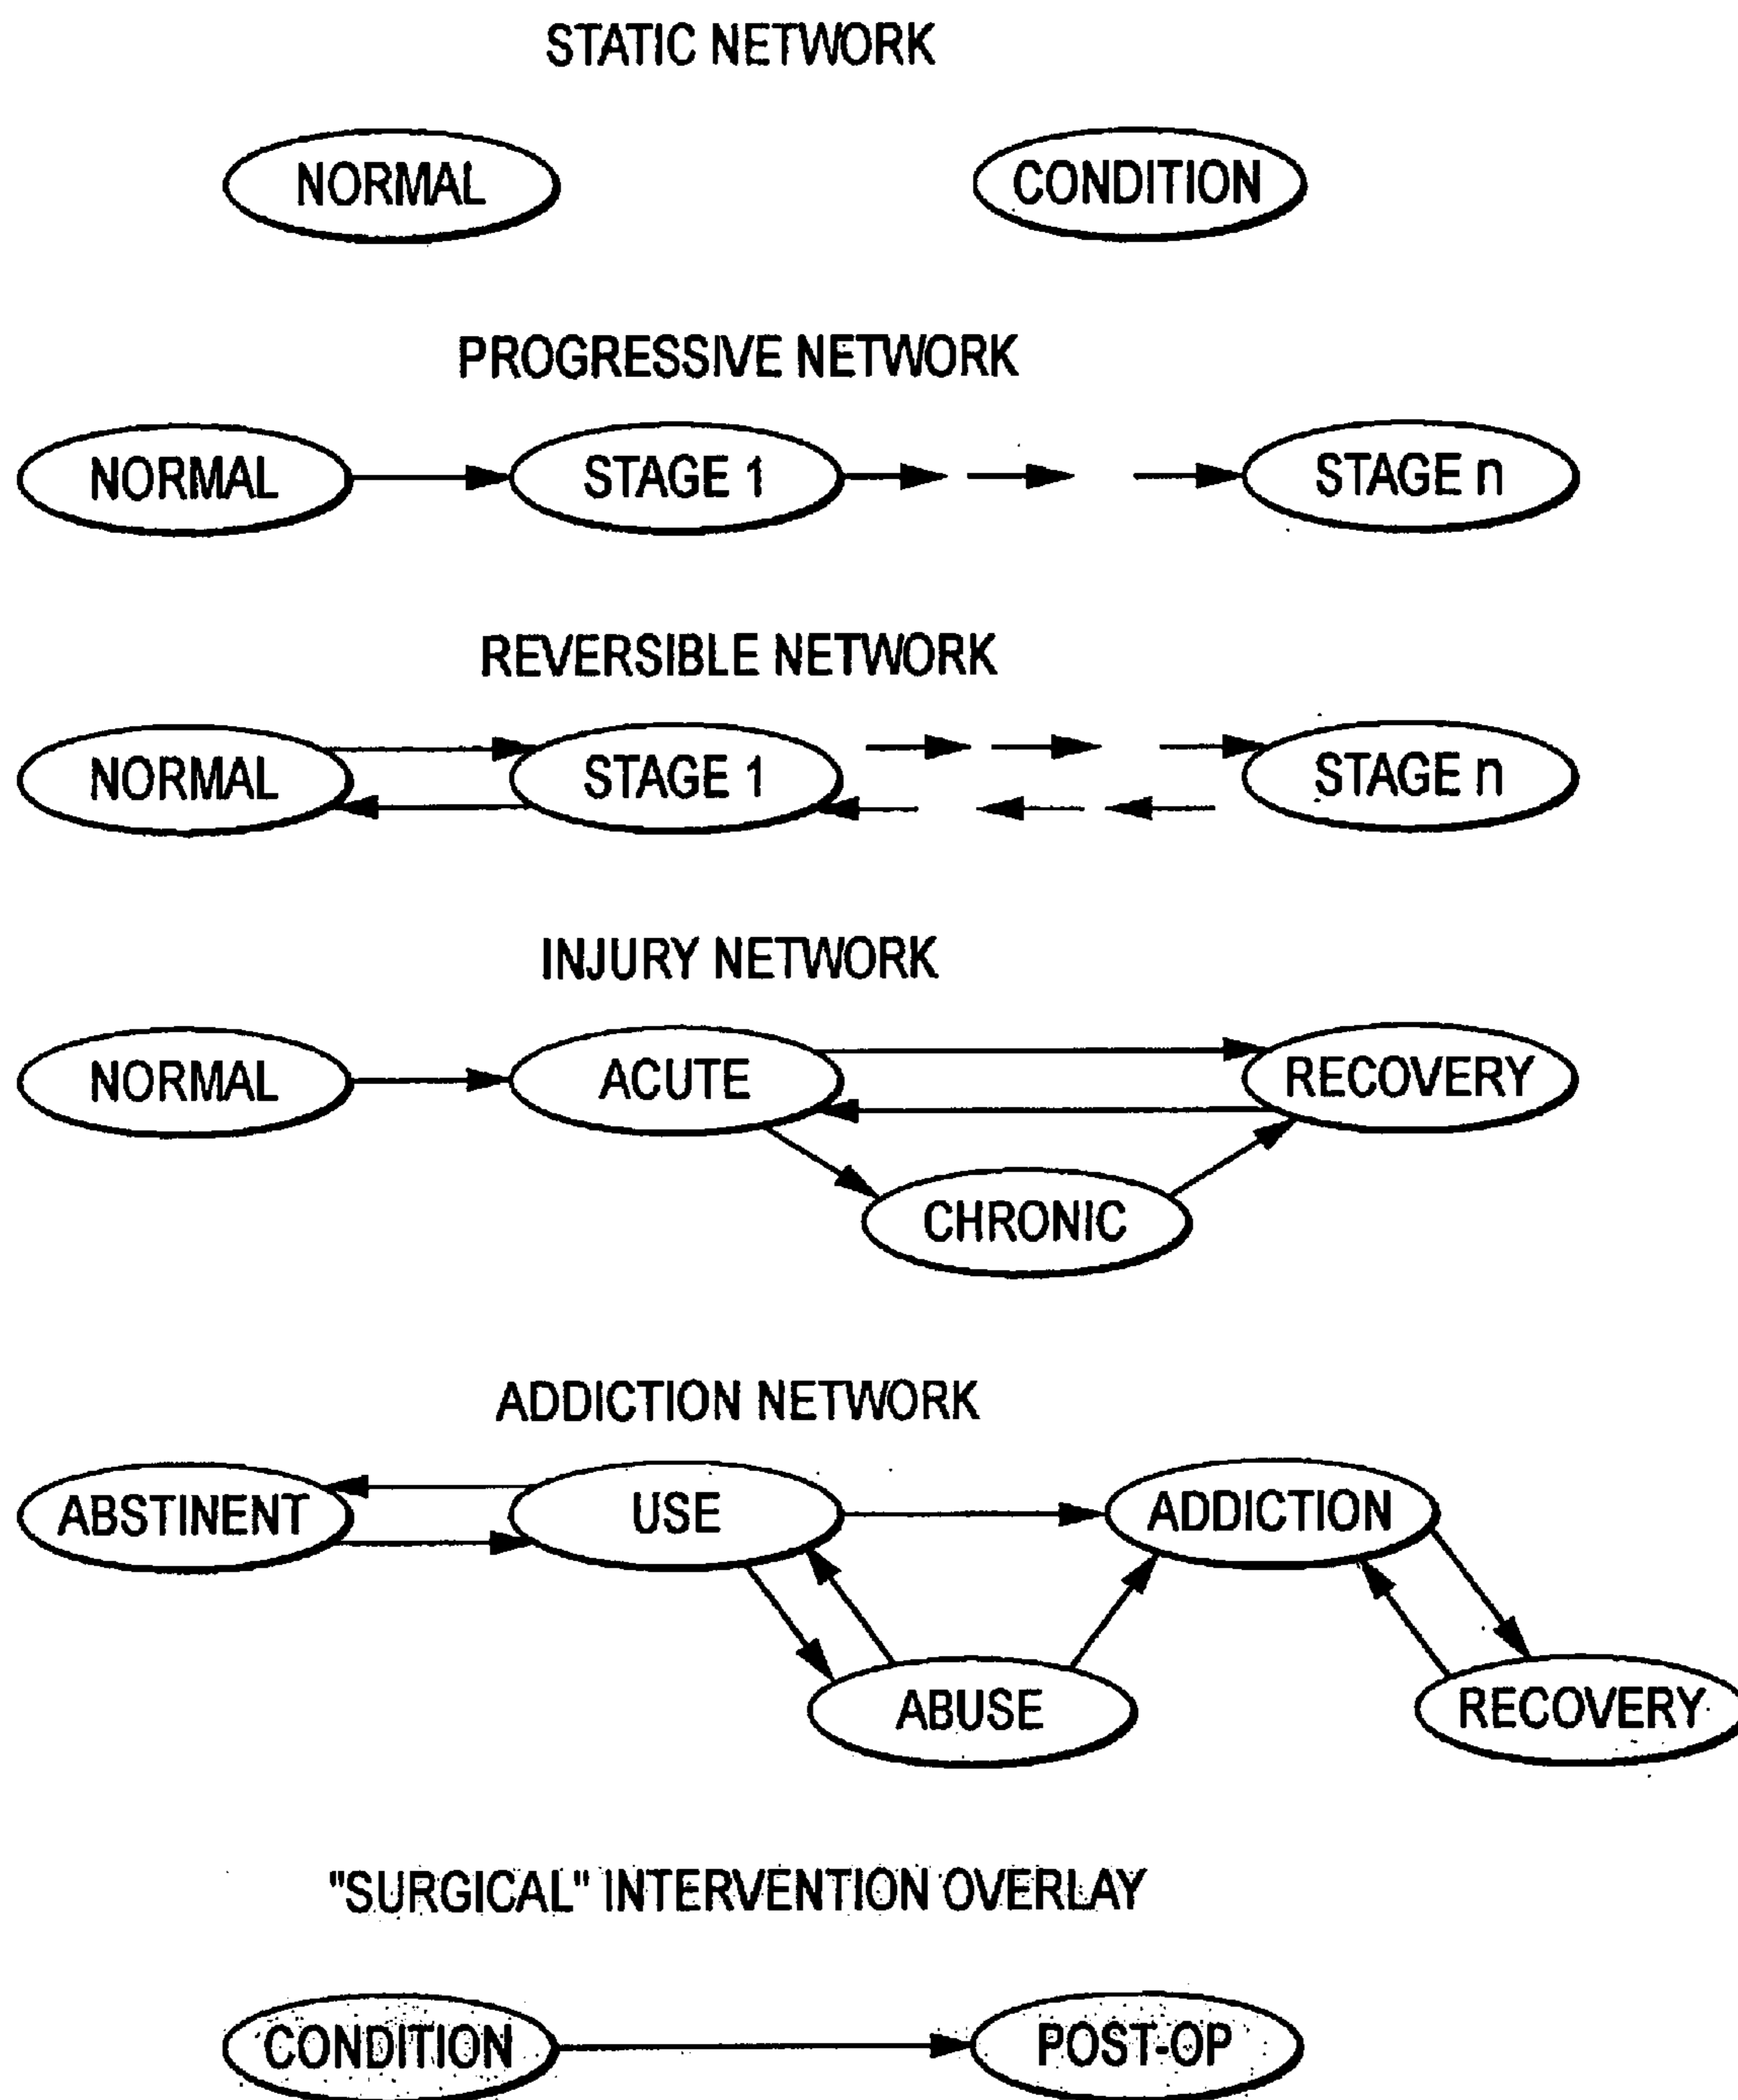 STATIC NETWORK
NORMAL CONDITION
PROGRESSIVE NETWORK
NORMAL STAGE 1 STAGE n
REVERSIBLE NETWORK
NORMAL STAGE 1 STAGE n
INJURY NETWORK
NORMAL ACUTE RECOVERY
CHRONIC
ADDICTION NETWORK
ABSTINENT USE ADDICTION
ABUSE RECOVERY
"SURGICAL" INTERVENTION OVERLAY
CONDITION POST-OP